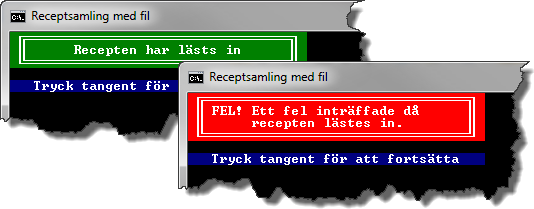 Receptsamling med fil
Recepten har lästs in
Tryck tangent för
Receptsamling med fil
FEL! Ett fel inträffade då
recepten lästes in.
Tryck tangent för att fortsätta